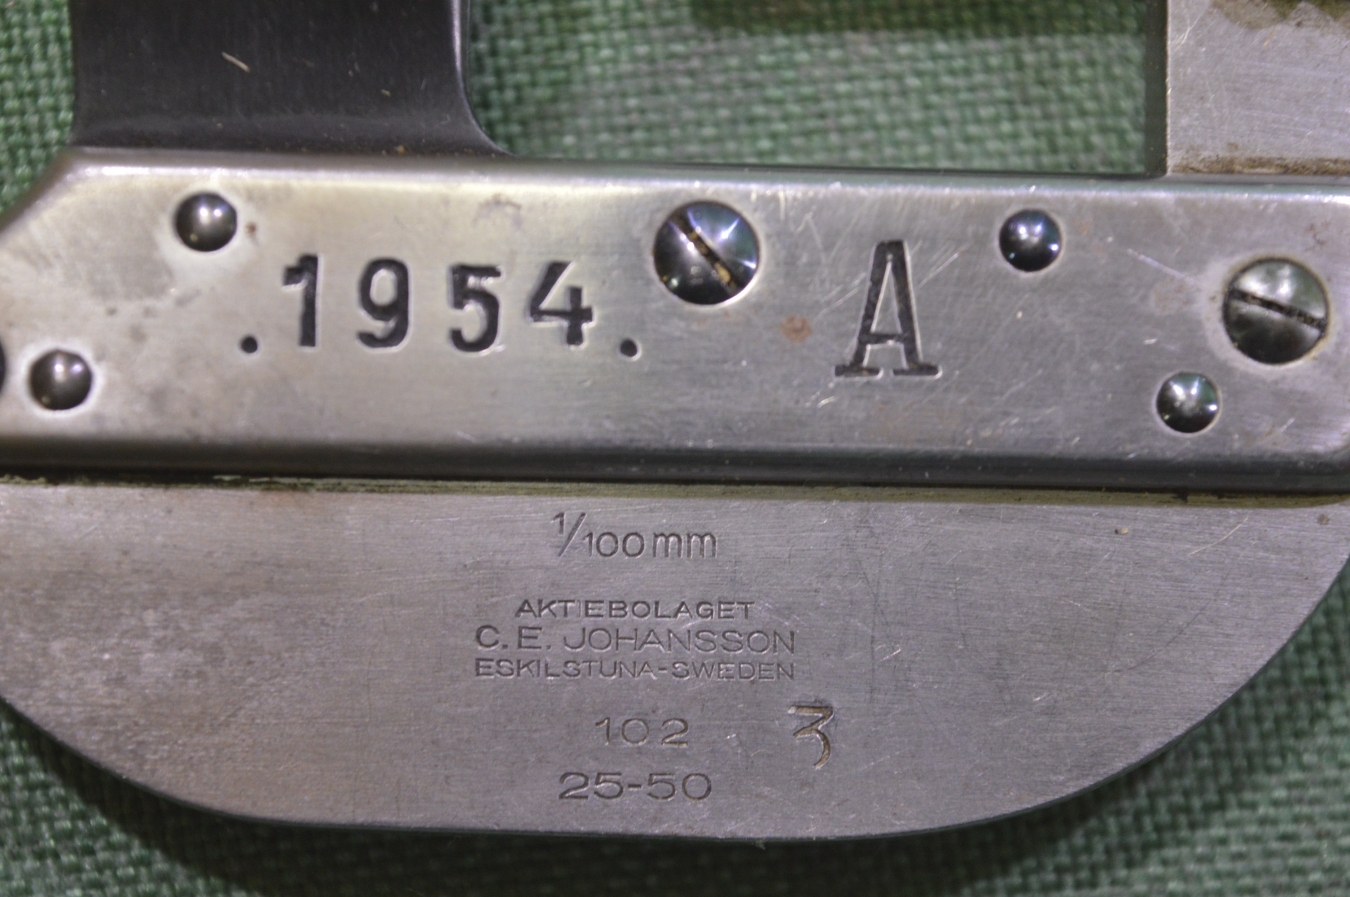 .1954. A
1/100mm
AKTIEBOLAGET
C.E. JOHANSSON
ESKILSTUNA-SWEDEN
102 3
25-50